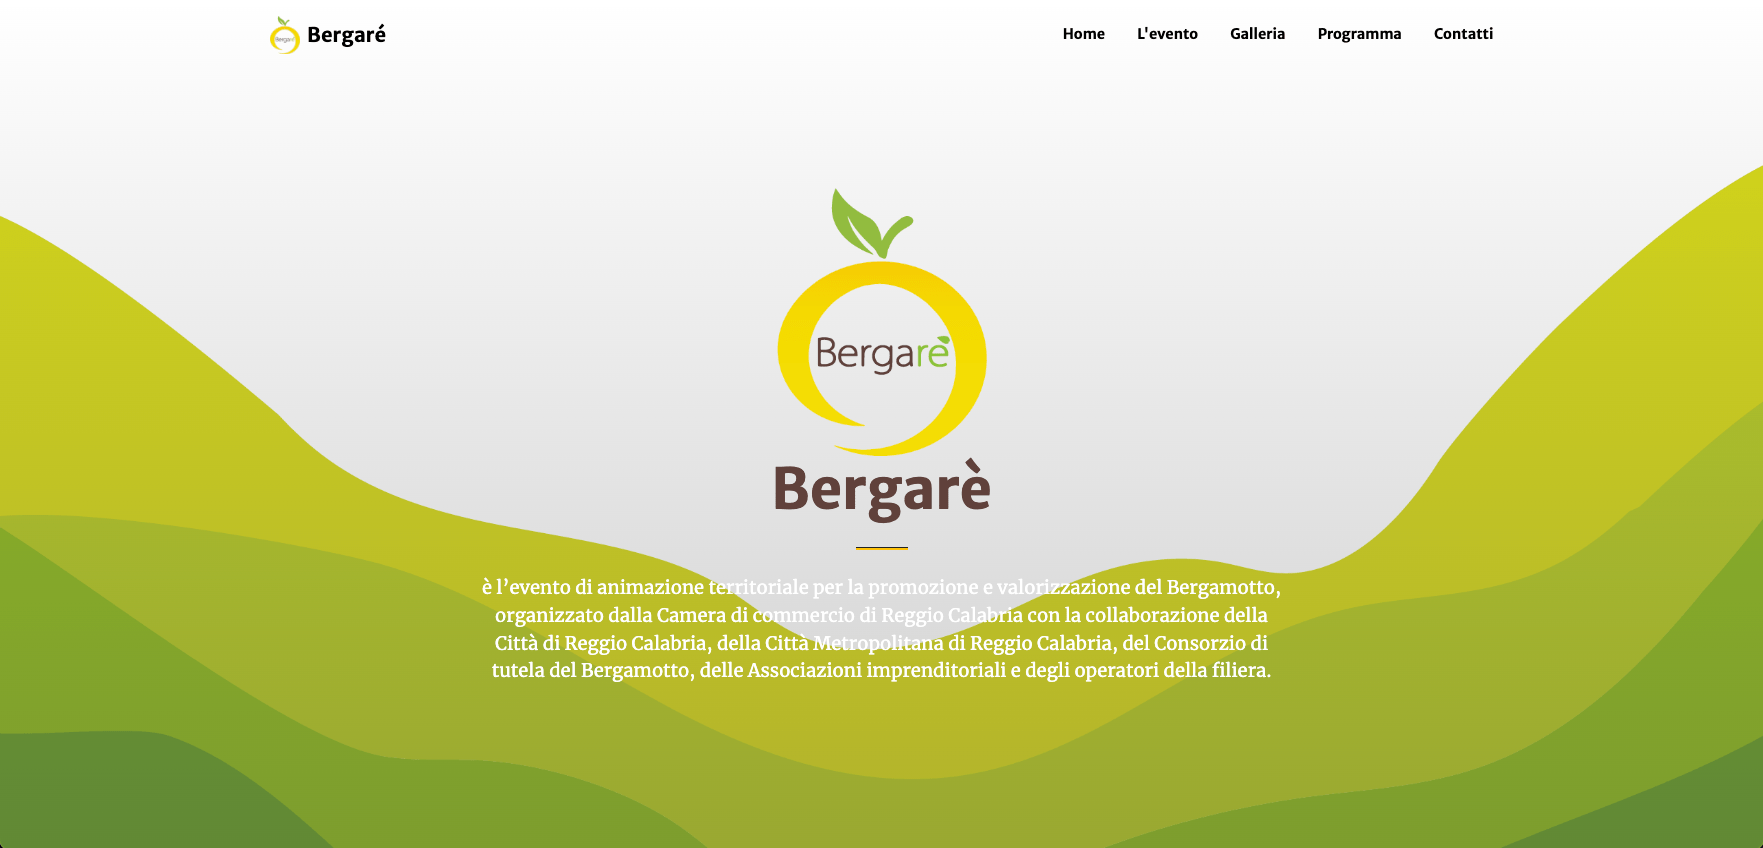 Bergaré
Bergaré
Home
L'evento
Galleria
Programma
Contatti
Bergarè
Bergarè
è l’evento di animazione territoriale per la promozione e valorizzazione del Bergamotto,
organizzato dalla Camera di commercio di Reggio Calabria con la collaborazione della
Città di Reggio Calabria, della Città Metropolitana di Reggio Calabria, del Consorzio di
tutela del Bergamotto, delle Associazioni imprenditoriali e degli operatori della filiera.